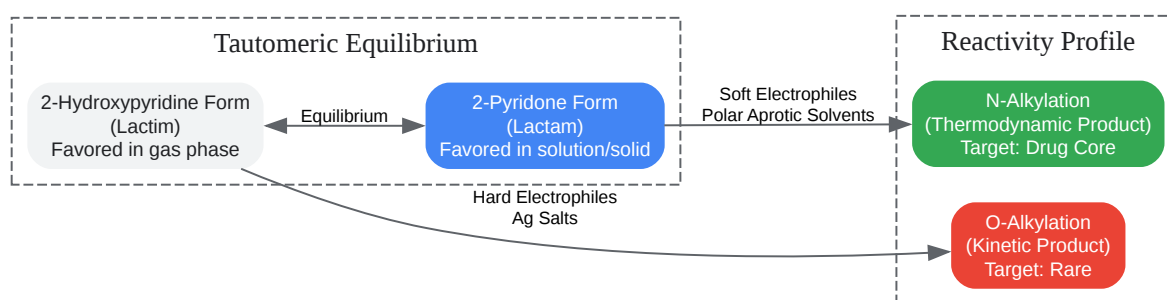 Tautomeric Equilibrium
2-Hydroxypyridine Form
(Lactim)
Favored in gas phase
Equilibrium
2-Pyridone Form
(Lactam)
Favored in solution/solid
Soft Electrophiles
Polar Aprotic Solvents
Hard Electrophiles
Ag Salts
Reactivity Profile
N-Alkylation
(Thermodynamic Product)
Target: Drug Core
O-Alkylation
(Kinetic Product)
Target: Rare